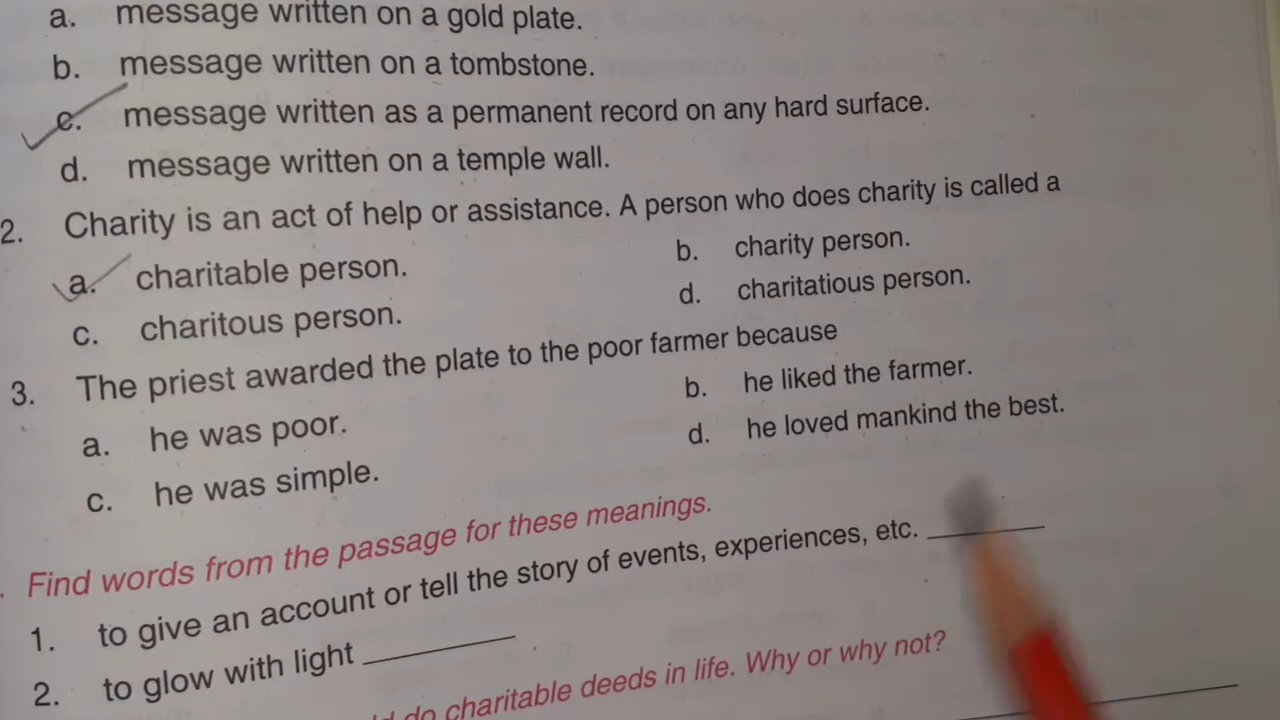 a. message written on a gold plate.
b. message written on a tombstone.
c. message written as a permanent record on any hard surface.
d. message written on a temple wall.
2. Charity is an act of help or assistance. A person who does charity is called a
a. charitable person.
b. charity person.
c. charitous person.
d. charitatious person.
3. The priest awarded the plate to the poor farmer because
a. he was poor.
b. he liked the farmer.
c. he was simple.
d. he loved mankind the best.
Find words from the passage for these meanings.
1. to give an account or tell the story of events, experiences, etc.
2. to glow with light
do charitable deeds in life. Why or why not?